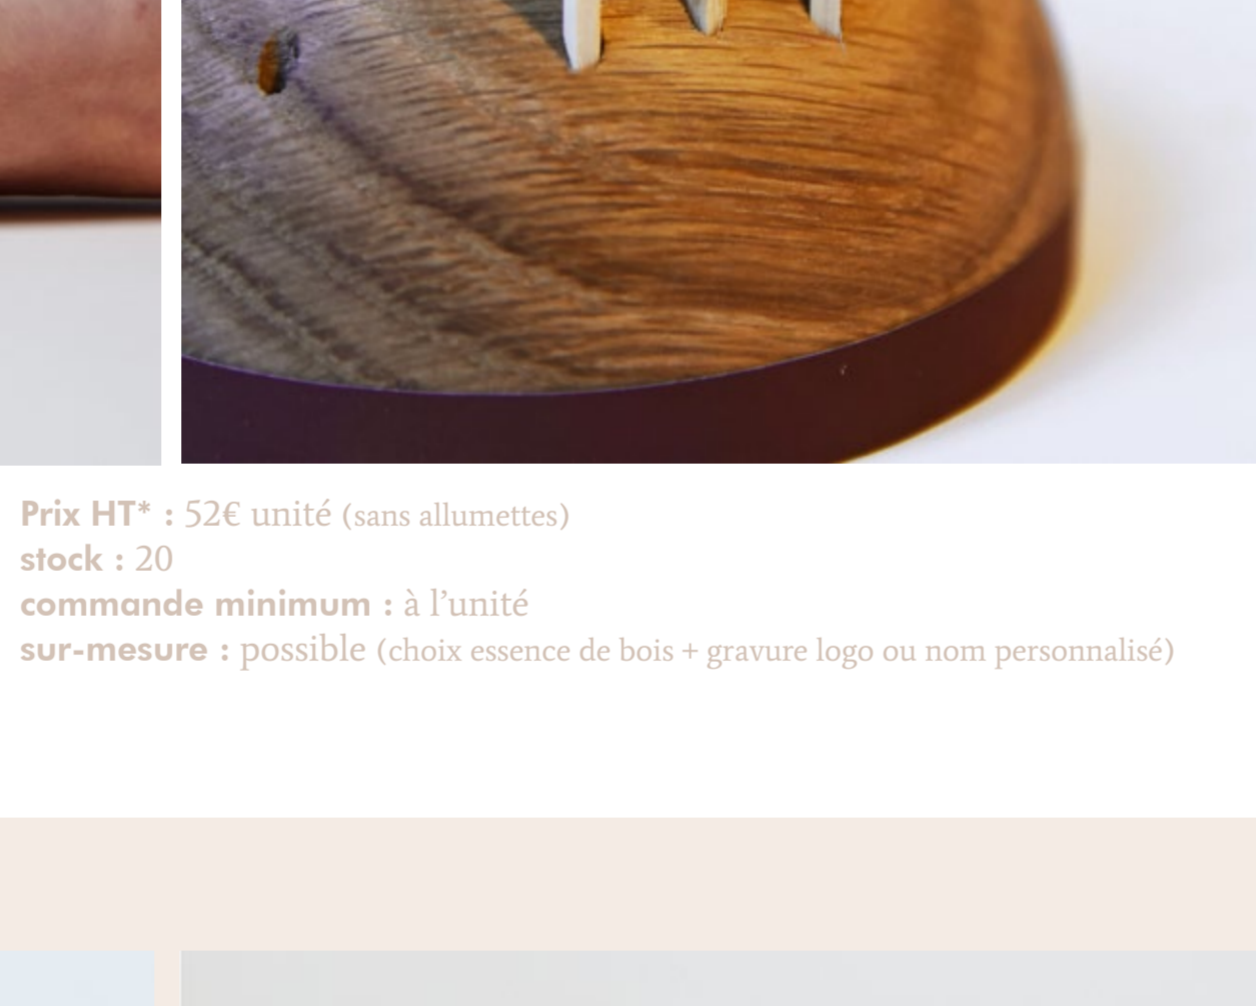 Prix HT* : 52€ unité (sans allumettes)
stock : 20
commande minimum : à l’unité
sur-mesure : possible (choix essence de bois + gravure logo ou nom personnalisé)